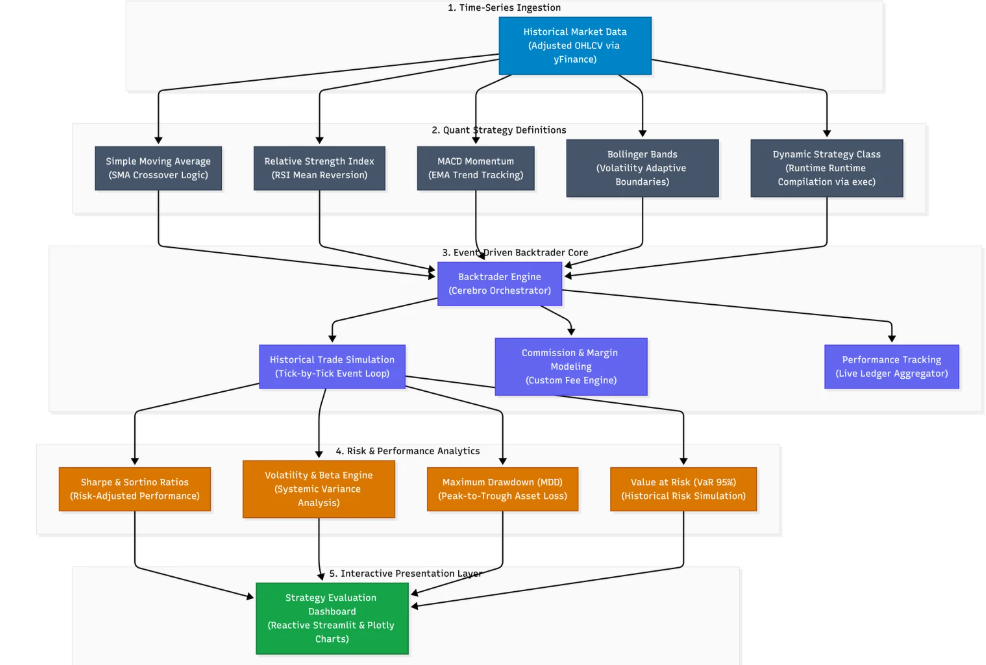 1. Time-Series Ingestion
Historical Market Data
(Adjusted OHLCV via
yFinance)
2. Quant Strategy Definitions
Simple Moving Average
(SMA Crossover Logic)
Relative Strength Index
(RSI Mean Reversion)
MACD Momentum
(EMA Trend Tracking)
Bollinger Bands
(Volatility Adaptive
Boundaries)
Dynamic Strategy Class
(Runtime Runtime
Compilation via exec)
3. Event-Driven Backtrader Core
Backtrader Engine
(Cerebro Orchestrator)
Historical Trade Simulation
(Tick-by-Tick Event Loop)
Commission & Margin
Modeling
(Custom Fee Engine)
Performance Tracking
(Live Ledger Aggregator)
4. Risk & Performance Analytics
Sharpe & Sortino Ratios
(Risk-Adjusted Performance)
Volatility & Beta Engine
(Systemic Variance
Analysis)
Maximum Drawdown (MDD)
(Peak-to-Trough Asset Loss)
Value at Risk (VaR 95%)
(Historical Risk Simulation)
5. Interactive Presentation Layer
Strategy Evaluation
Dashboard
(Reactive Streamlit & Plotly
Charts)